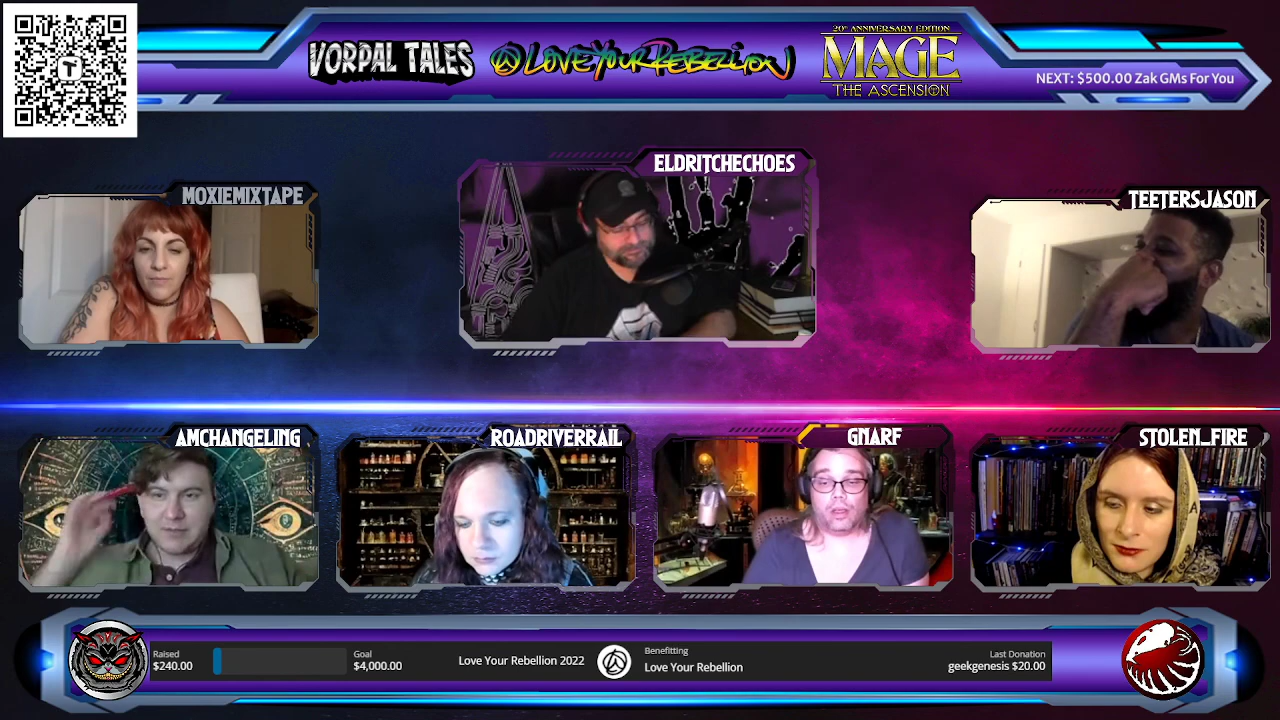 VORPAL TALES
@LOVEYOURREBELLION
20th ANNIVERSARY EDITION
MAGE
THE ASCENSION
NEXT: $500.00 Zak GMs For You
MOXIEMIXTAPE
ELDRITCHECHOES
TEETERSJASON
AMCHANGELING
ROADRIVERRAIL
GNARF
STOLEN_FIRE
Raised
$240.00
Goal
$4,000.00
Love Your Rebellion 2022
Benefitting
Love Your Rebellion
Last Donation
geekgenesis $20.00